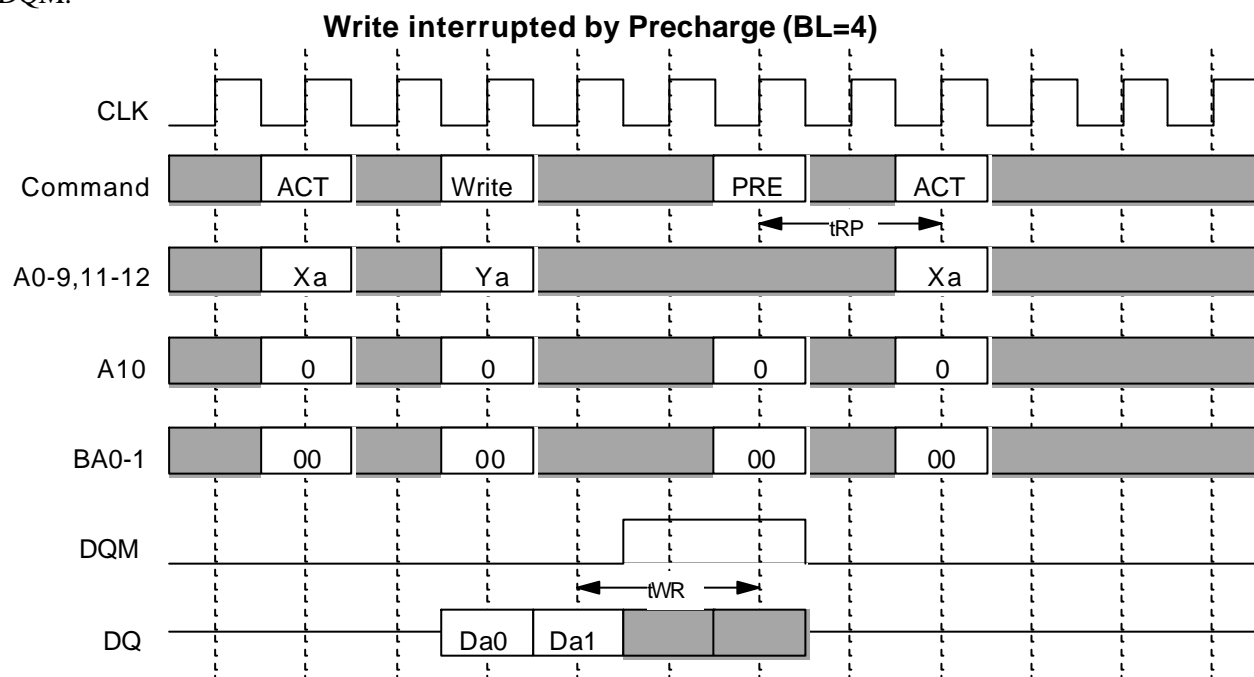 DQM.
Write interrupted by Precharge (BL=4)
CLK
Command ACT Write PRE ACT
tRP
A0-9,11-12 Xa Ya Xa
A10 0 0 0 0
BA0-1 00 00 00 00
DQM
tWR
DQ Da0 Da1